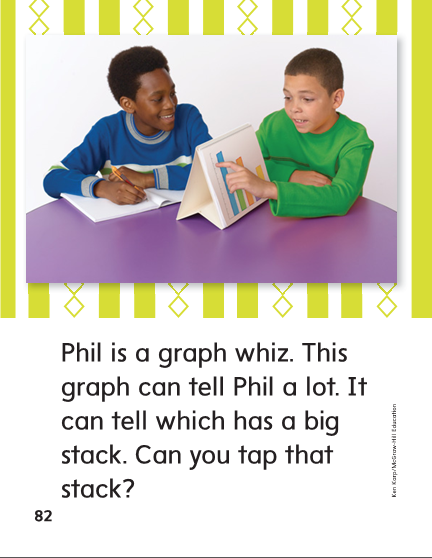 Phil is a graph whiz. This
graph can tell Phil a lot. It
can tell which has a big
stack. Can you tap that
stack?
Ken Karp/McGraw-Hill Education
82